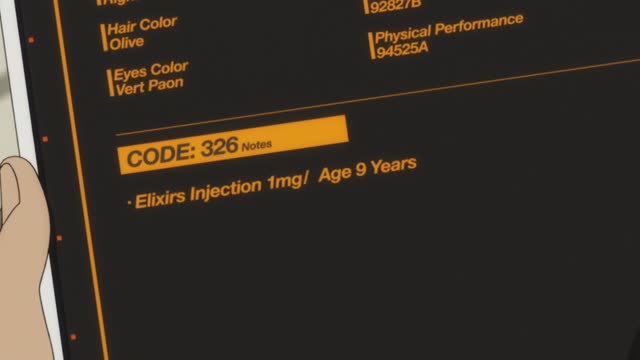 92827B
Hair Color
Olive
Physical Performance
94525A
Eyes Color
Vert Paon
CODE: 326 Notes
· Elixirs Injection 1mg/ Age 9 Years